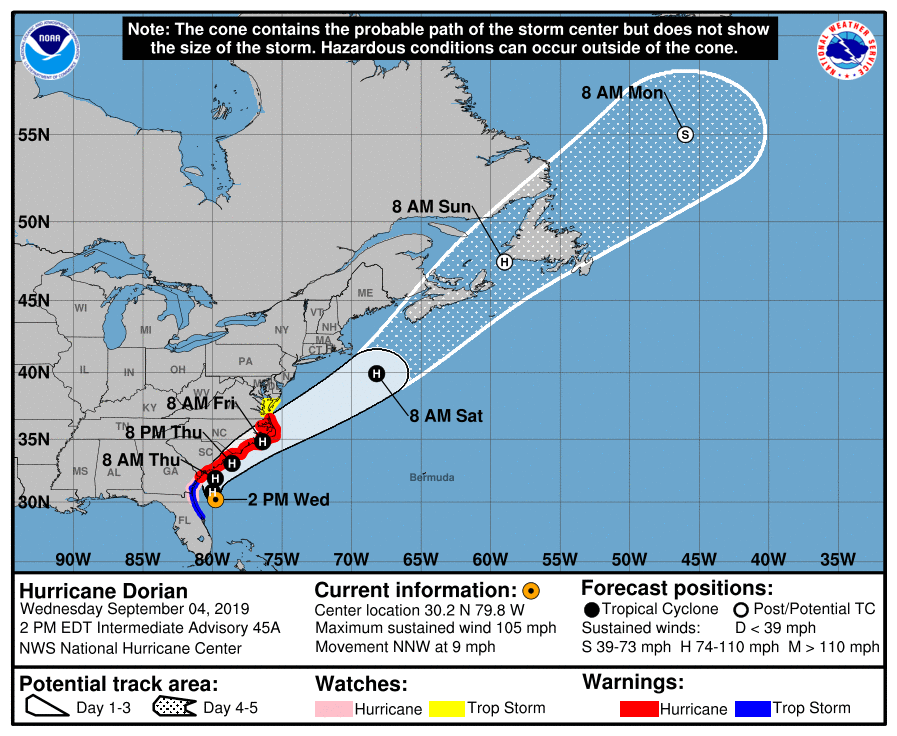 Note: The cone contains the probable path of the storm center but does not show
the size of the storm. Hazardous conditions can occur outside of the cone.
NOAA
NATIONAL WEATHER SERVICE
8 AM Mon
S
55N
8 AM Sun
50N
H
45N
ME
WI
VT
NH
MI
NY
MA
CT
PA
IL
IN
OH
40N
H
8 AM Sat
WV
KY
8 AM Fri
TN
NC
35N
H
8 PM Thu
H
SC
8 AM Thu
MS
AL
GA
H
Bermuda
H
30N
2 PM Wed
FL
90W
85W
80W
75W
70W
65W
60W
55W
50W
45W
40W
35W
Hurricane Dorian
Wednesday September 04, 2019
2 PM EDT Intermediate Advisory 45A
NWS National Hurricane Center
Current information:
Center location 30.2 N 79.8 W
Maximum sustained wind 105 mph
Movement NNW at 9 mph
Forecast positions:
Tropical Cyclone
Post/Potential TC
Sustained winds:
D < 39 mph
S 39-73 mph H 74-110 mph M > 110 mph
Potential track area:
Day 1-3
Day 4-5
Watches:
Hurricane
Trop Storm
Warnings:
Hurricane
Trop Storm